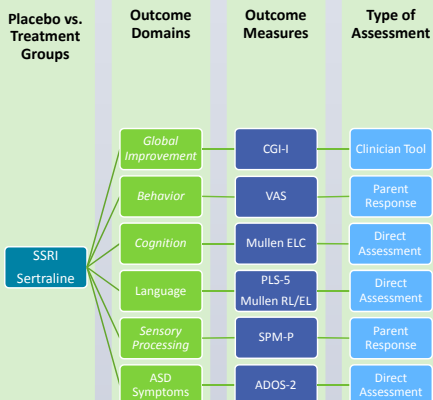 Placebo vs.
Treatment
Groups
Outcome
Domains
Outcome
Measures
Type of
Assessment
Global
Improvement
CGI-I
Clinician Tool
Behavior
VAS
Parent
Response
Cognition
Mullen ELC
Direct
Assessment
SSRI
Sertraline
Language
PLS-5
Mullen RL/EL
Direct
Assessment
Sensory
Processing
SPM-P
Parent
Response
ASD
Symptoms
ADOS-2
Direct
Assessment